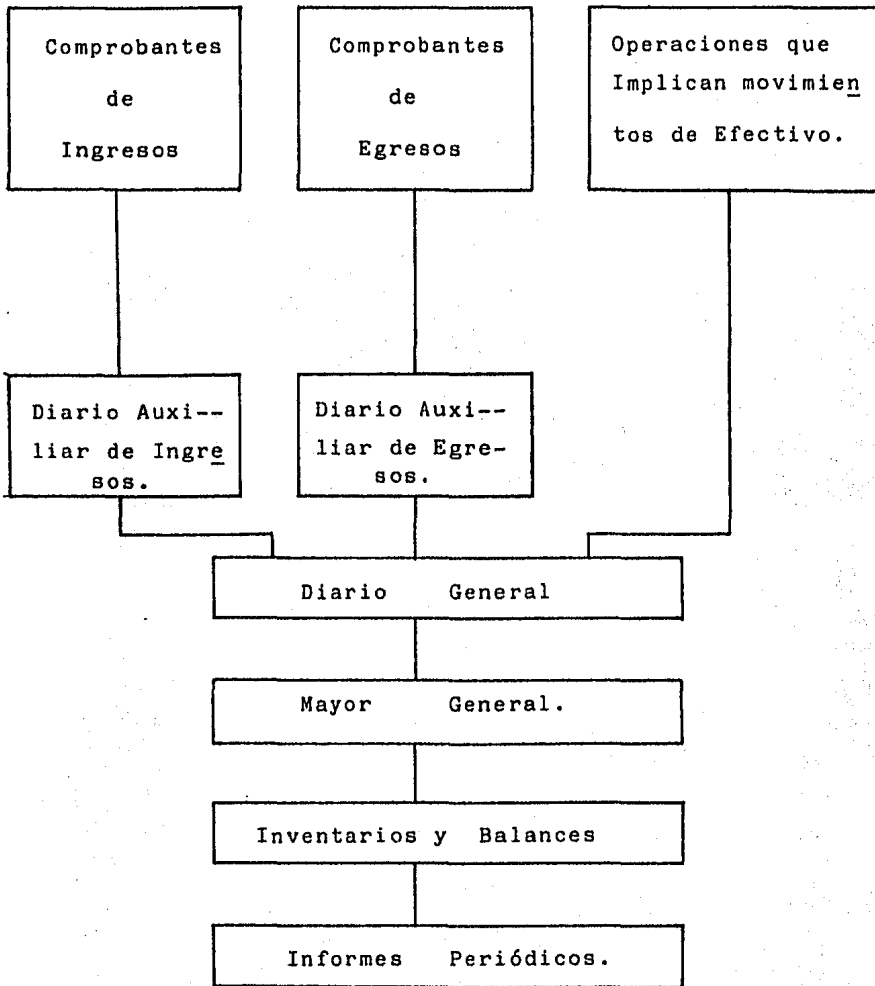 Comprobantes
de
Ingresos
Comprobantes
de
Egresos
Operaciones que
Implican movimien
tos de Efectivo.
Diario Auxi--
liar de Ingre
sos.
Diario Auxi--
liar de Egre-
sos.
Diario General
Mayor General.
Inventarios y Balances
Informes Periódicos.